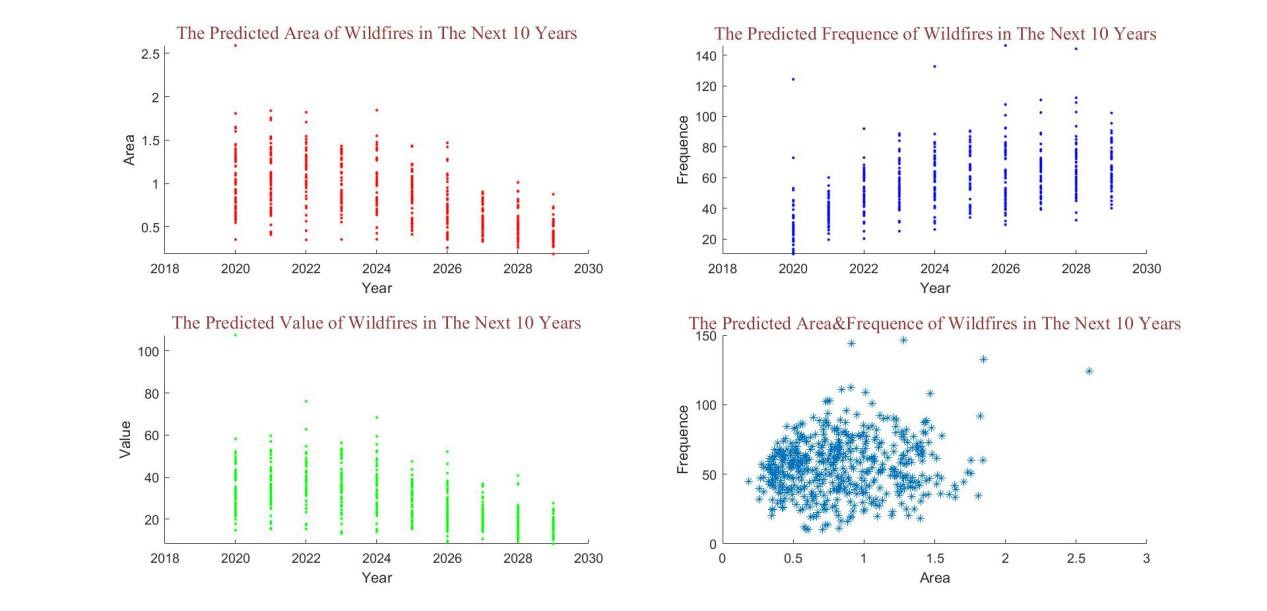 The Predicted Area of Wildfires in The Next 10 Years
2.5
2
1.5
1
0.5
Area
2018 2020 2022 2024 2026 2028 2030
Year
The Predicted Frequence of Wildfires in The Next 10 Years
140
120
100
80
60
40
20
Frequence
2018 2020 2022 2024 2026 2028 2030
Year
The Predicted Value of Wildfires in The Next 10 Years
100
80
60
40
20
Value
2018 2020 2022 2024 2026 2028 2030
Year
The Predicted Area&Frequence of Wildfires in The Next 10 Years
150
100
50
0
Frequence
0 0.5 1 1.5 2 2.5 3
Area